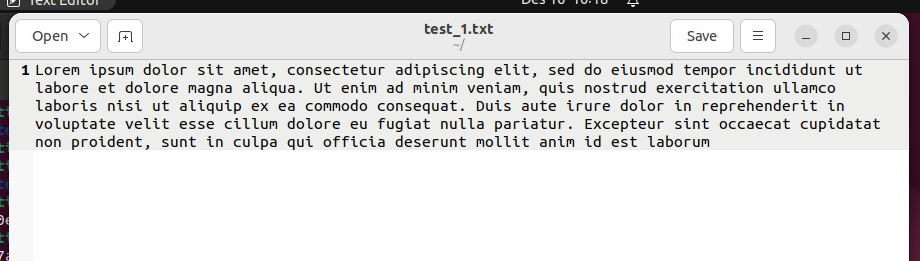 Text Editor
Open
test_1.txt
~/
Save
1 Lorem ipsum dolor sit amet, consectetur adipiscing elit, sed do eiusmod tempor incididunt ut
labore et dolore magna aliqua. Ut enim ad minim veniam, quis nostrud exercitation ullamco
laboris nisi ut aliquip ex ea commodo consequat. Duis aute irure dolor in reprehenderit in
voluptate velit esse cillum dolore eu fugiat nulla pariatur. Excepteur sint occaecat cupidatat
non proident, sunt in culpa qui officia deserunt mollit anim id est laborum